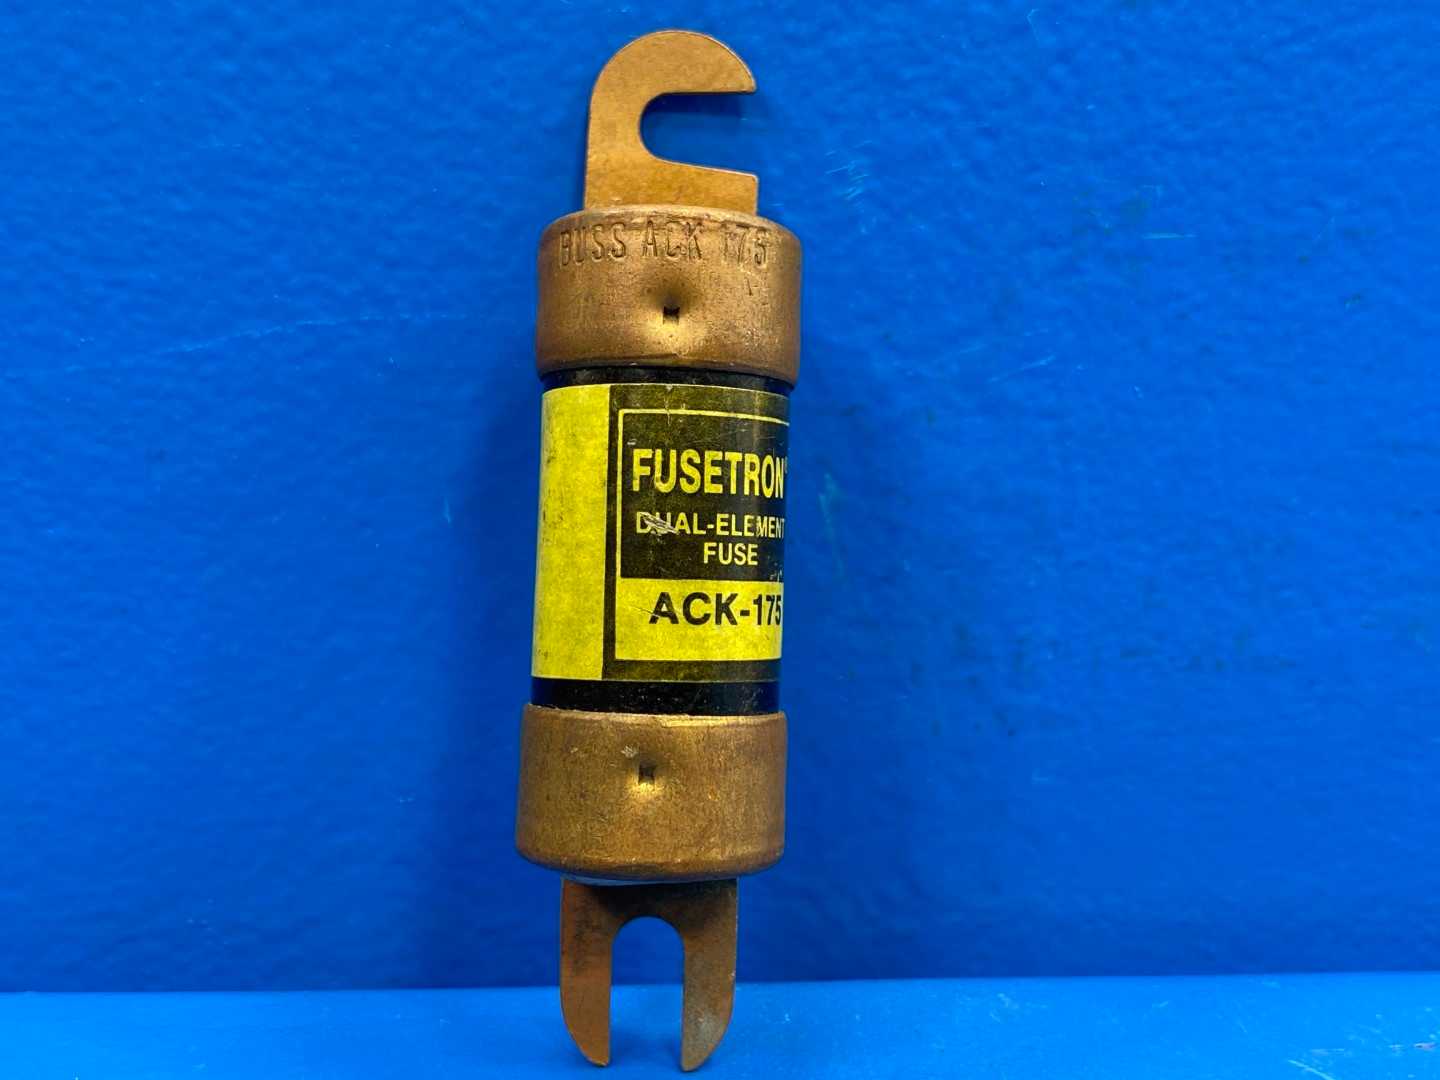 BUSS ACK 175
FUSETRON®
DUAL-ELEMENT
FUSE
ACK-175